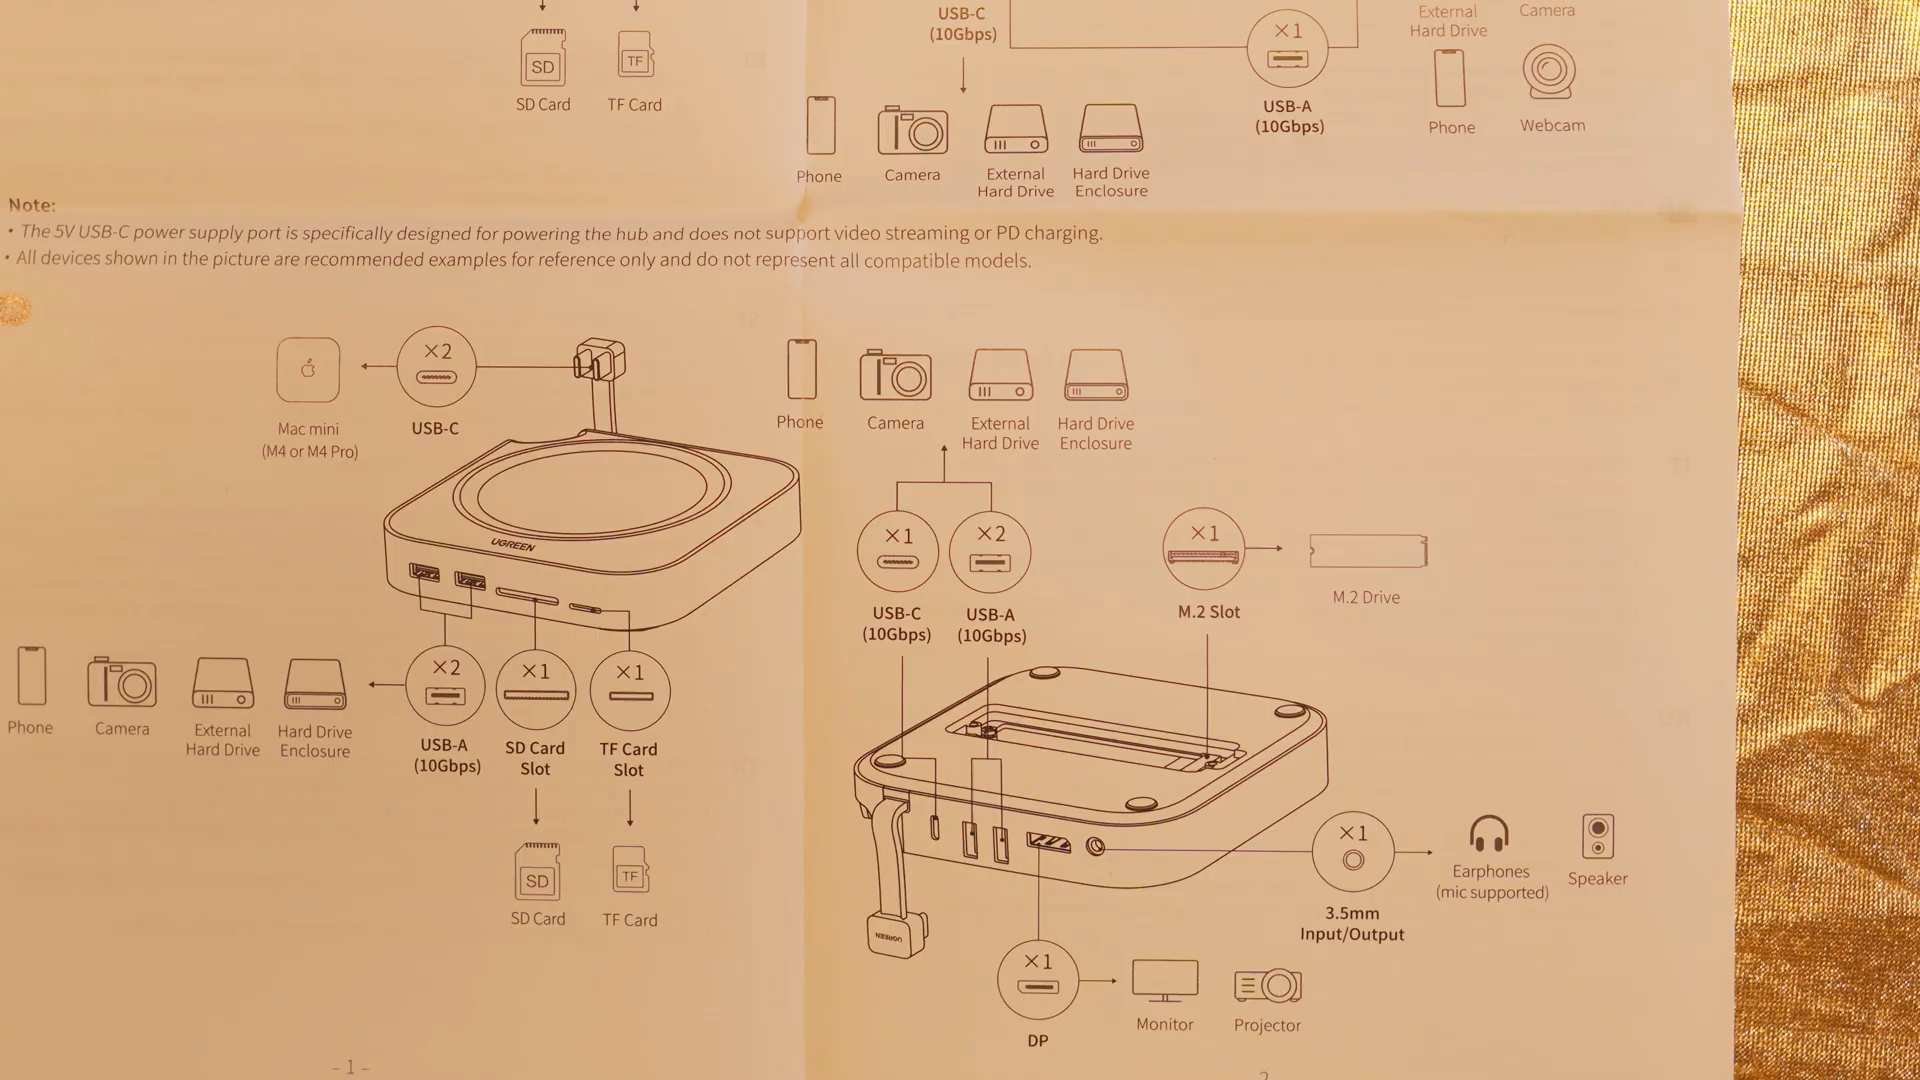 SD
TF
SD Card
TF Card
USB-C
(10Gbps)
Phone
Camera
External
Hard Drive
Hard Drive
Enclosure
×1
USB-A
(10Gbps)
External
Hard Drive
Camera
Phone
Webcam
Note:
• The 5V USB-C power supply port is specifically designed for powering the hub and does not support video streaming or PD charging.
• All devices shown in the picture are recommended examples for reference only and do not represent all compatible models.
Mac mini
(M4 or M4 Pro)
×2
USB-C
UGREEN
Phone
Camera
External
Hard Drive
Hard Drive
Enclosure
×2
USB-A
(10Gbps)
×1
SD Card
Slot
×1
TF Card
Slot
SD
TF
SD Card
TF Card
- 1 -
Phone
Camera
External
Hard Drive
Hard Drive
Enclosure
×1
USB-C
(10Gbps)
×2
USB-A
(10Gbps)
×1
M.2 Slot
M.2 Drive
UGREEN
×1
3.5mm
Input/Output
Earphones
(mic supported)
Speaker
×1
DP
Monitor
Projector